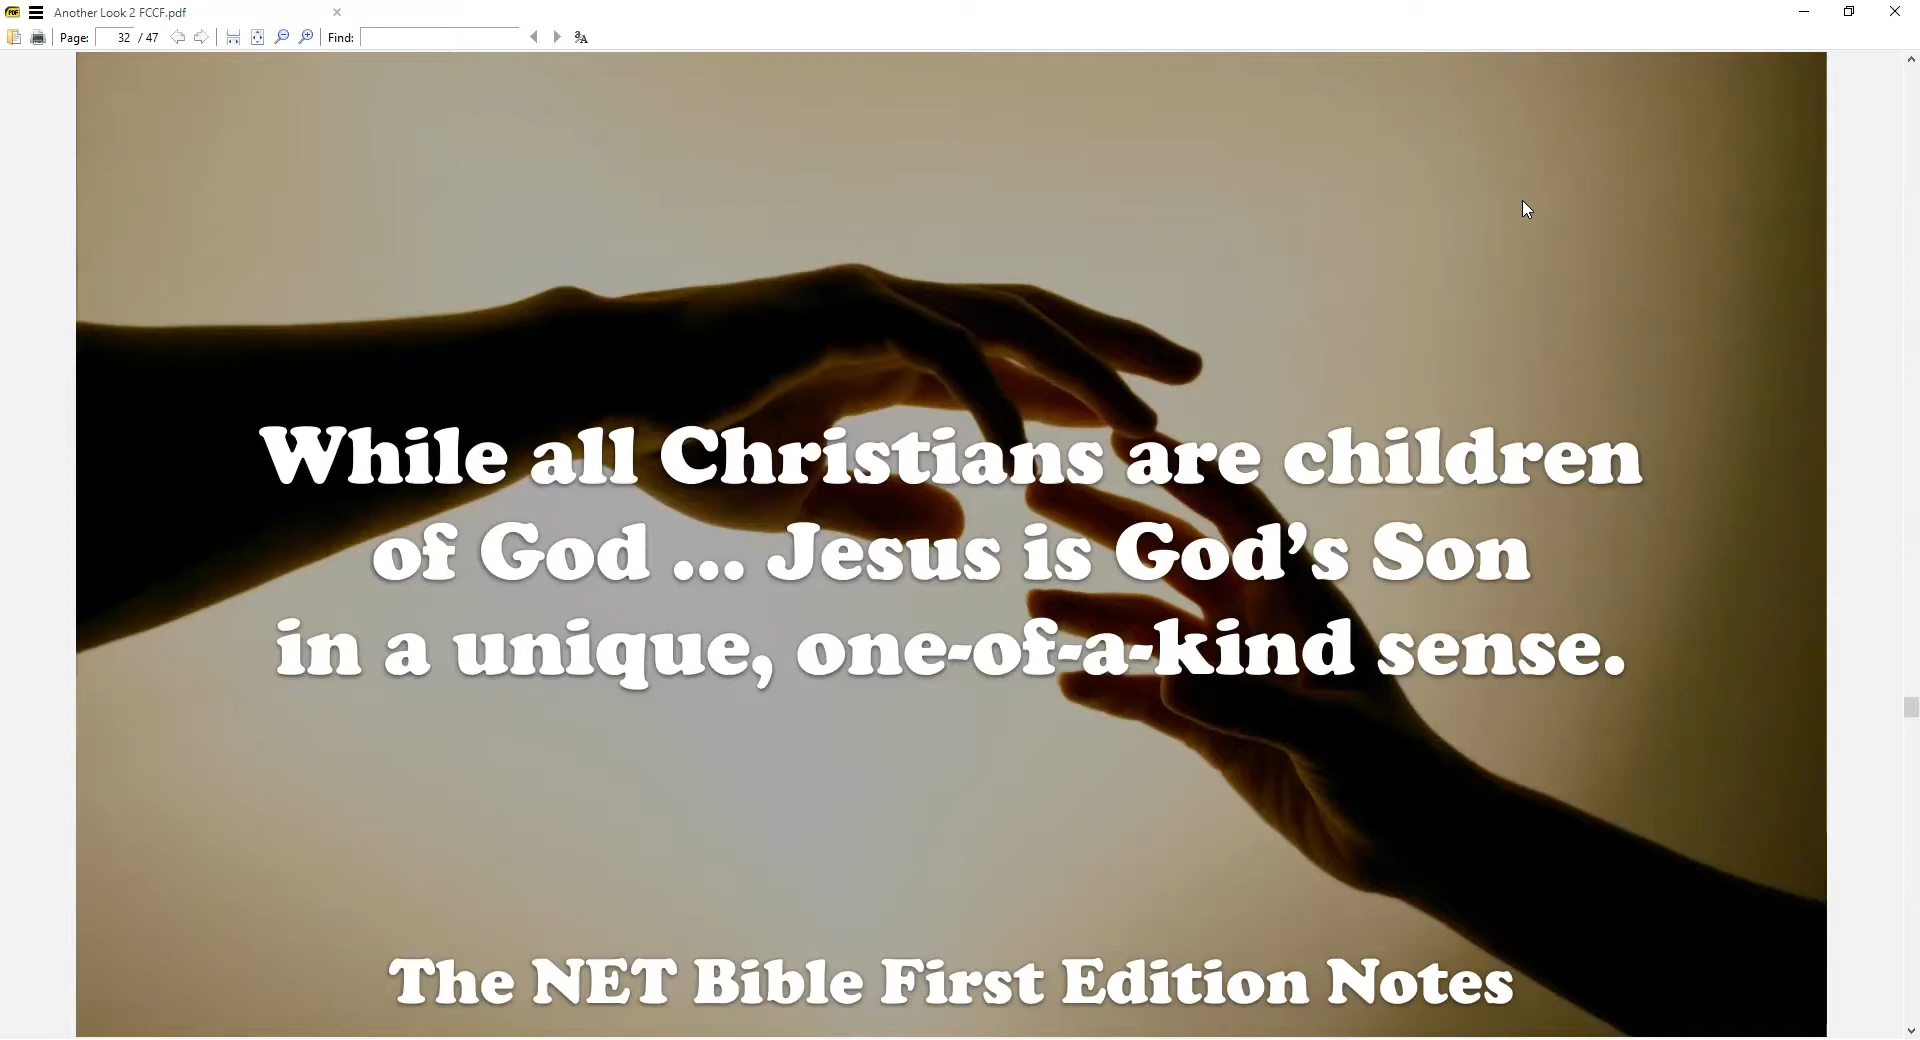 Another Look 2 FCCF.pdf
Page: 32 / 47 Find:
While all Christians are children
of God ... Jesus is God’s Son
in a unique, one-of-a-kind sense.
The NET Bible First Edition Notes